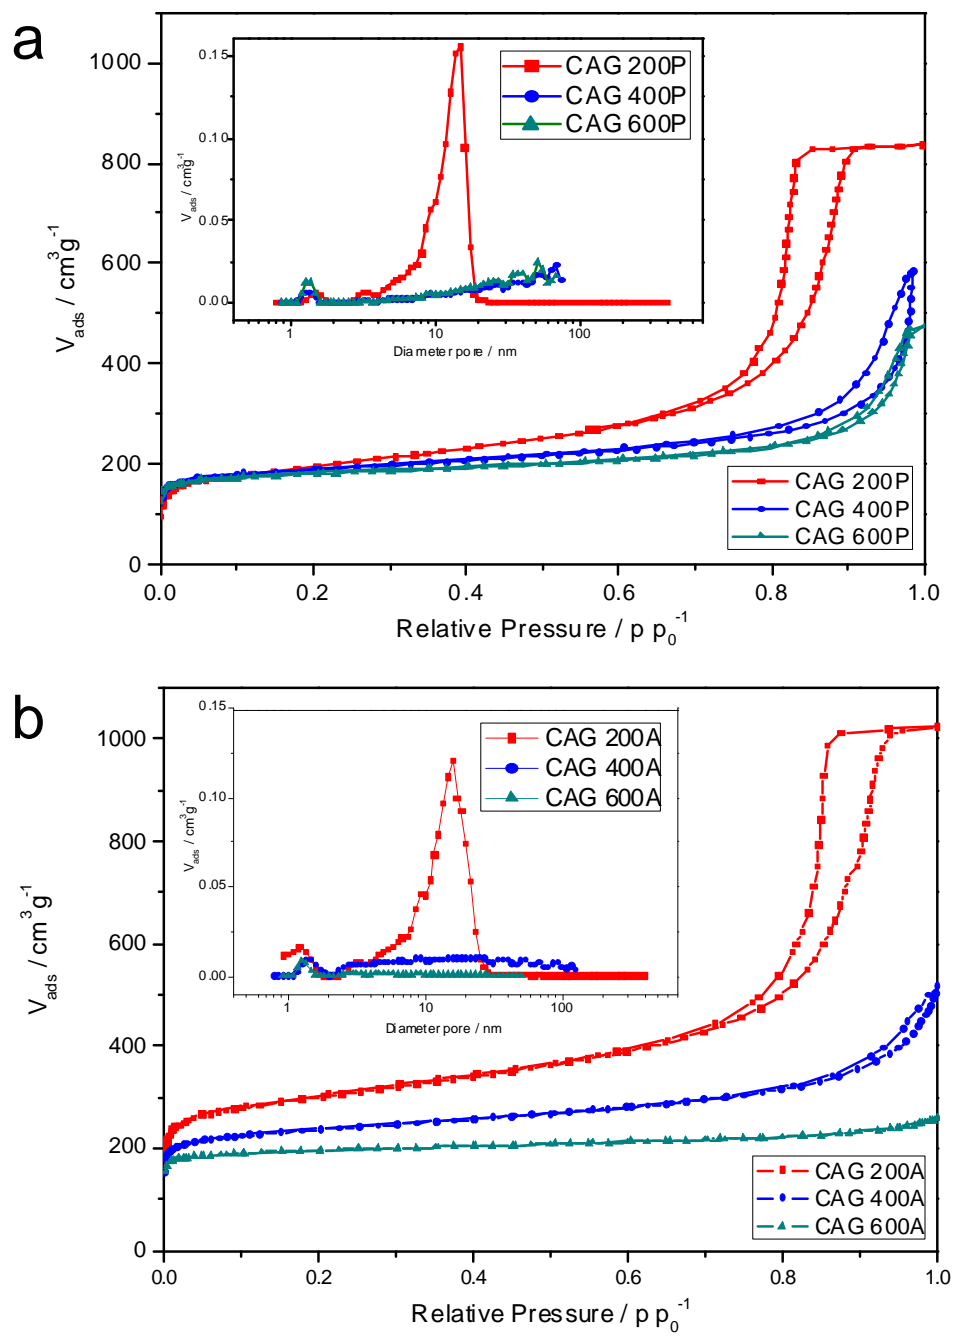 a
1000
800
600
400
200
0
V_ads / cm³g⁻¹
0.0 0.2 0.4 0.6 0.8 1.0
Relative Pressure / p p₀⁻¹
0.15
0.10
0.05
0.00
V_ads / cm³g⁻¹
1 10 100
Diameter pore / nm
CAG 200P
CAG 400P
CAG 600P
CAG 200P
CAG 400P
CAG 600P
b
1000
800
600
400
200
0
V_ads / cm³g⁻¹
0.0 0.2 0.4 0.6 0.8 1.0
Relative Pressure / p p₀⁻¹
0.15
0.10
0.05
0.00
V_ads / cm³g⁻¹
1 10 100
Diameter pore / nm
CAG 200A
CAG 400A
CAG 600A
CAG 200A
CAG 400A
CAG 600A